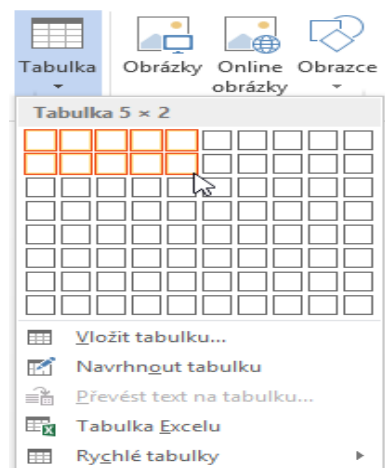 Tabulka
Obrázky
Online obrázky
Obrazce
Tabulka 5 × 2
Vložit tabulku...
Navrhnout tabulku
Převést text na tabulku...
Tabulka Excelu
Rychlé tabulky